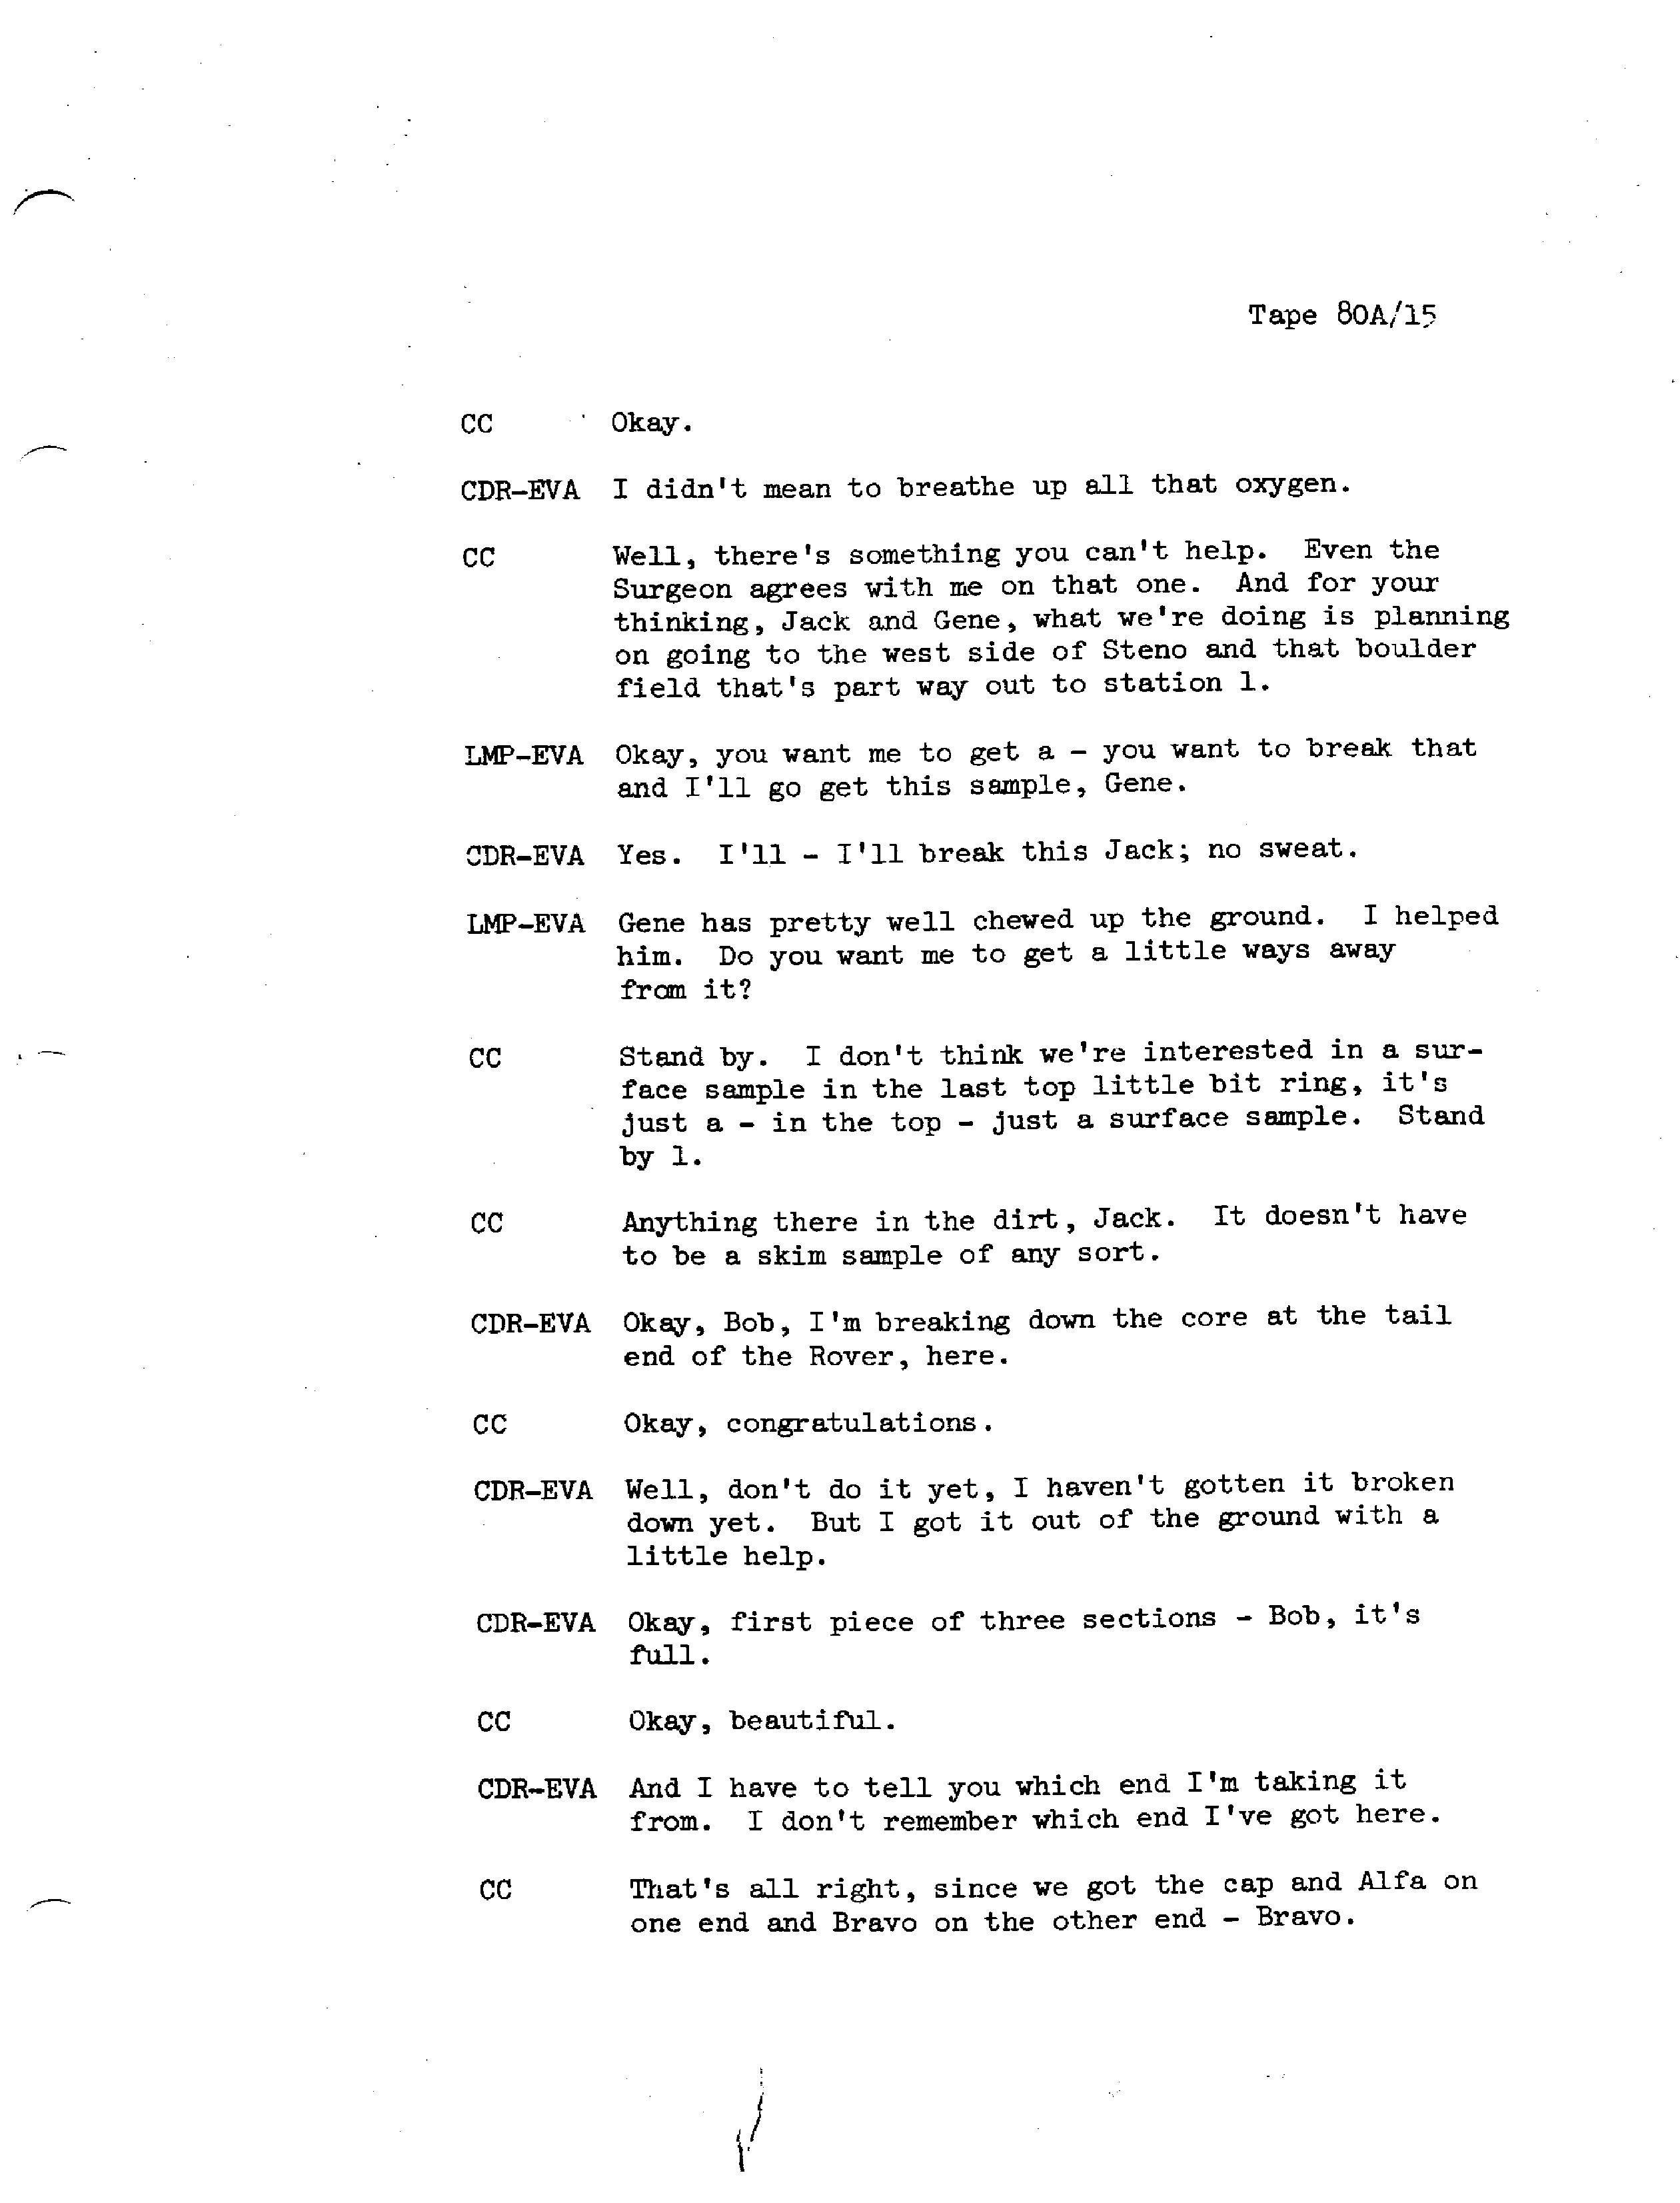 Tape 80A/15
CC Okay.
CDR-EVA I didn't mean to breathe up all that oxygen.
CC Well, there's something you can't help. Even the
Surgeon agrees with me on that one. And for your
thinking, Jack and Gene, what we're doing is planning
on going to the west side of Steno and that boulder
field that's part way out to station 1.
LMP-EVA Okay, you want me to get a - you want to break that
and I'll go get this sample, Gene.
CDR-EVA Yes. I'll - I'll break this Jack; no sweat.
LMP-EVA Gene has pretty well chewed up the ground. I helped
him. Do you want me to get a little ways away
from it?
CC Stand by. I don't think we're interested in a sur-
face sample in the last top little bit ring, it's
just a - in the top - just a surface sample. Stand
by 1.
CC Anything there in the dirt, Jack. It doesn't have
to be a skim sample of any sort.
CDR-EVA Okay, Bob, I'm breaking down the core at the tail
end of the Rover, here.
CC Okay, congratulations.
CDR-EVA Well, don't do it yet, I haven't gotten it broken
down yet. But I got it out of the ground with a
little help.
CDR-EVA Okay, first piece of three sections - Bob, it's
full.
CC Okay, beautiful.
CDR-EVA And I have to tell you which end I'm taking it
from. I don't remember which end I've got here.
CC That's all right, since we got the cap and Alfa on
one end and Bravo on the other end - Bravo.